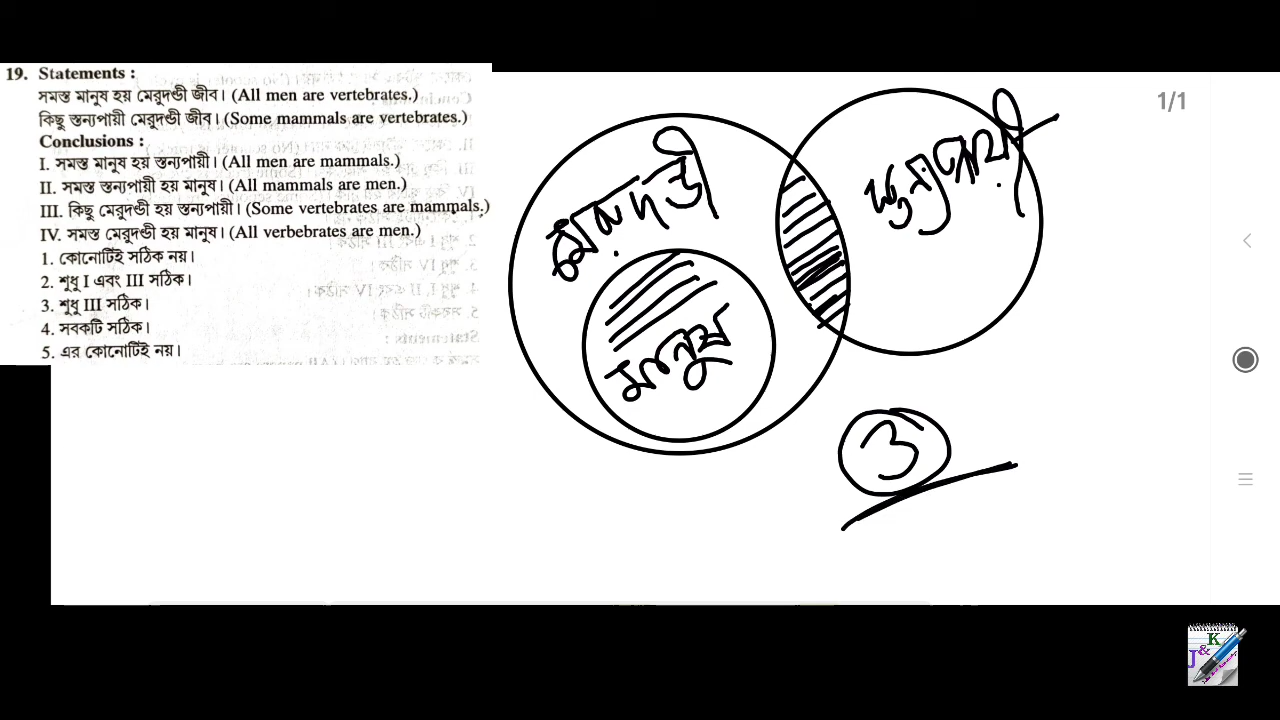 19. Statements :
সমস্ত মানুষ হয় মেরুদণ্ডী জীব। (All men are vertebrates.)
কিছু স্তন্যপায়ী মেরুদণ্ডী জীব। (Some mammals are vertebrates.)
Conclusions :
I. সমস্ত মানুষ হয় স্তন্যপায়ী। (All men are mammals.)
II. সমস্ত স্তন্যপায়ী হয় মানুষ। (All mammals are men.)
III. কিছু মেরুদণ্ডী হয় স্তন্যপায়ী। (Some vertebrates are mammals.)
IV. সমস্ত মেরুদণ্ডী হয় মানুষ। (All verbebrates are men.)
1. কোনোটিই সঠিক নয়।
2. শুধু I এবং III সঠিক।
3. শুধু III সঠিক।
4. সবকটি সঠিক।
5. এর কোনোটিই নয়।
মেরুদণ্ডী
স্তন্যপায়ী
মানুষ
3
1/1
J&K